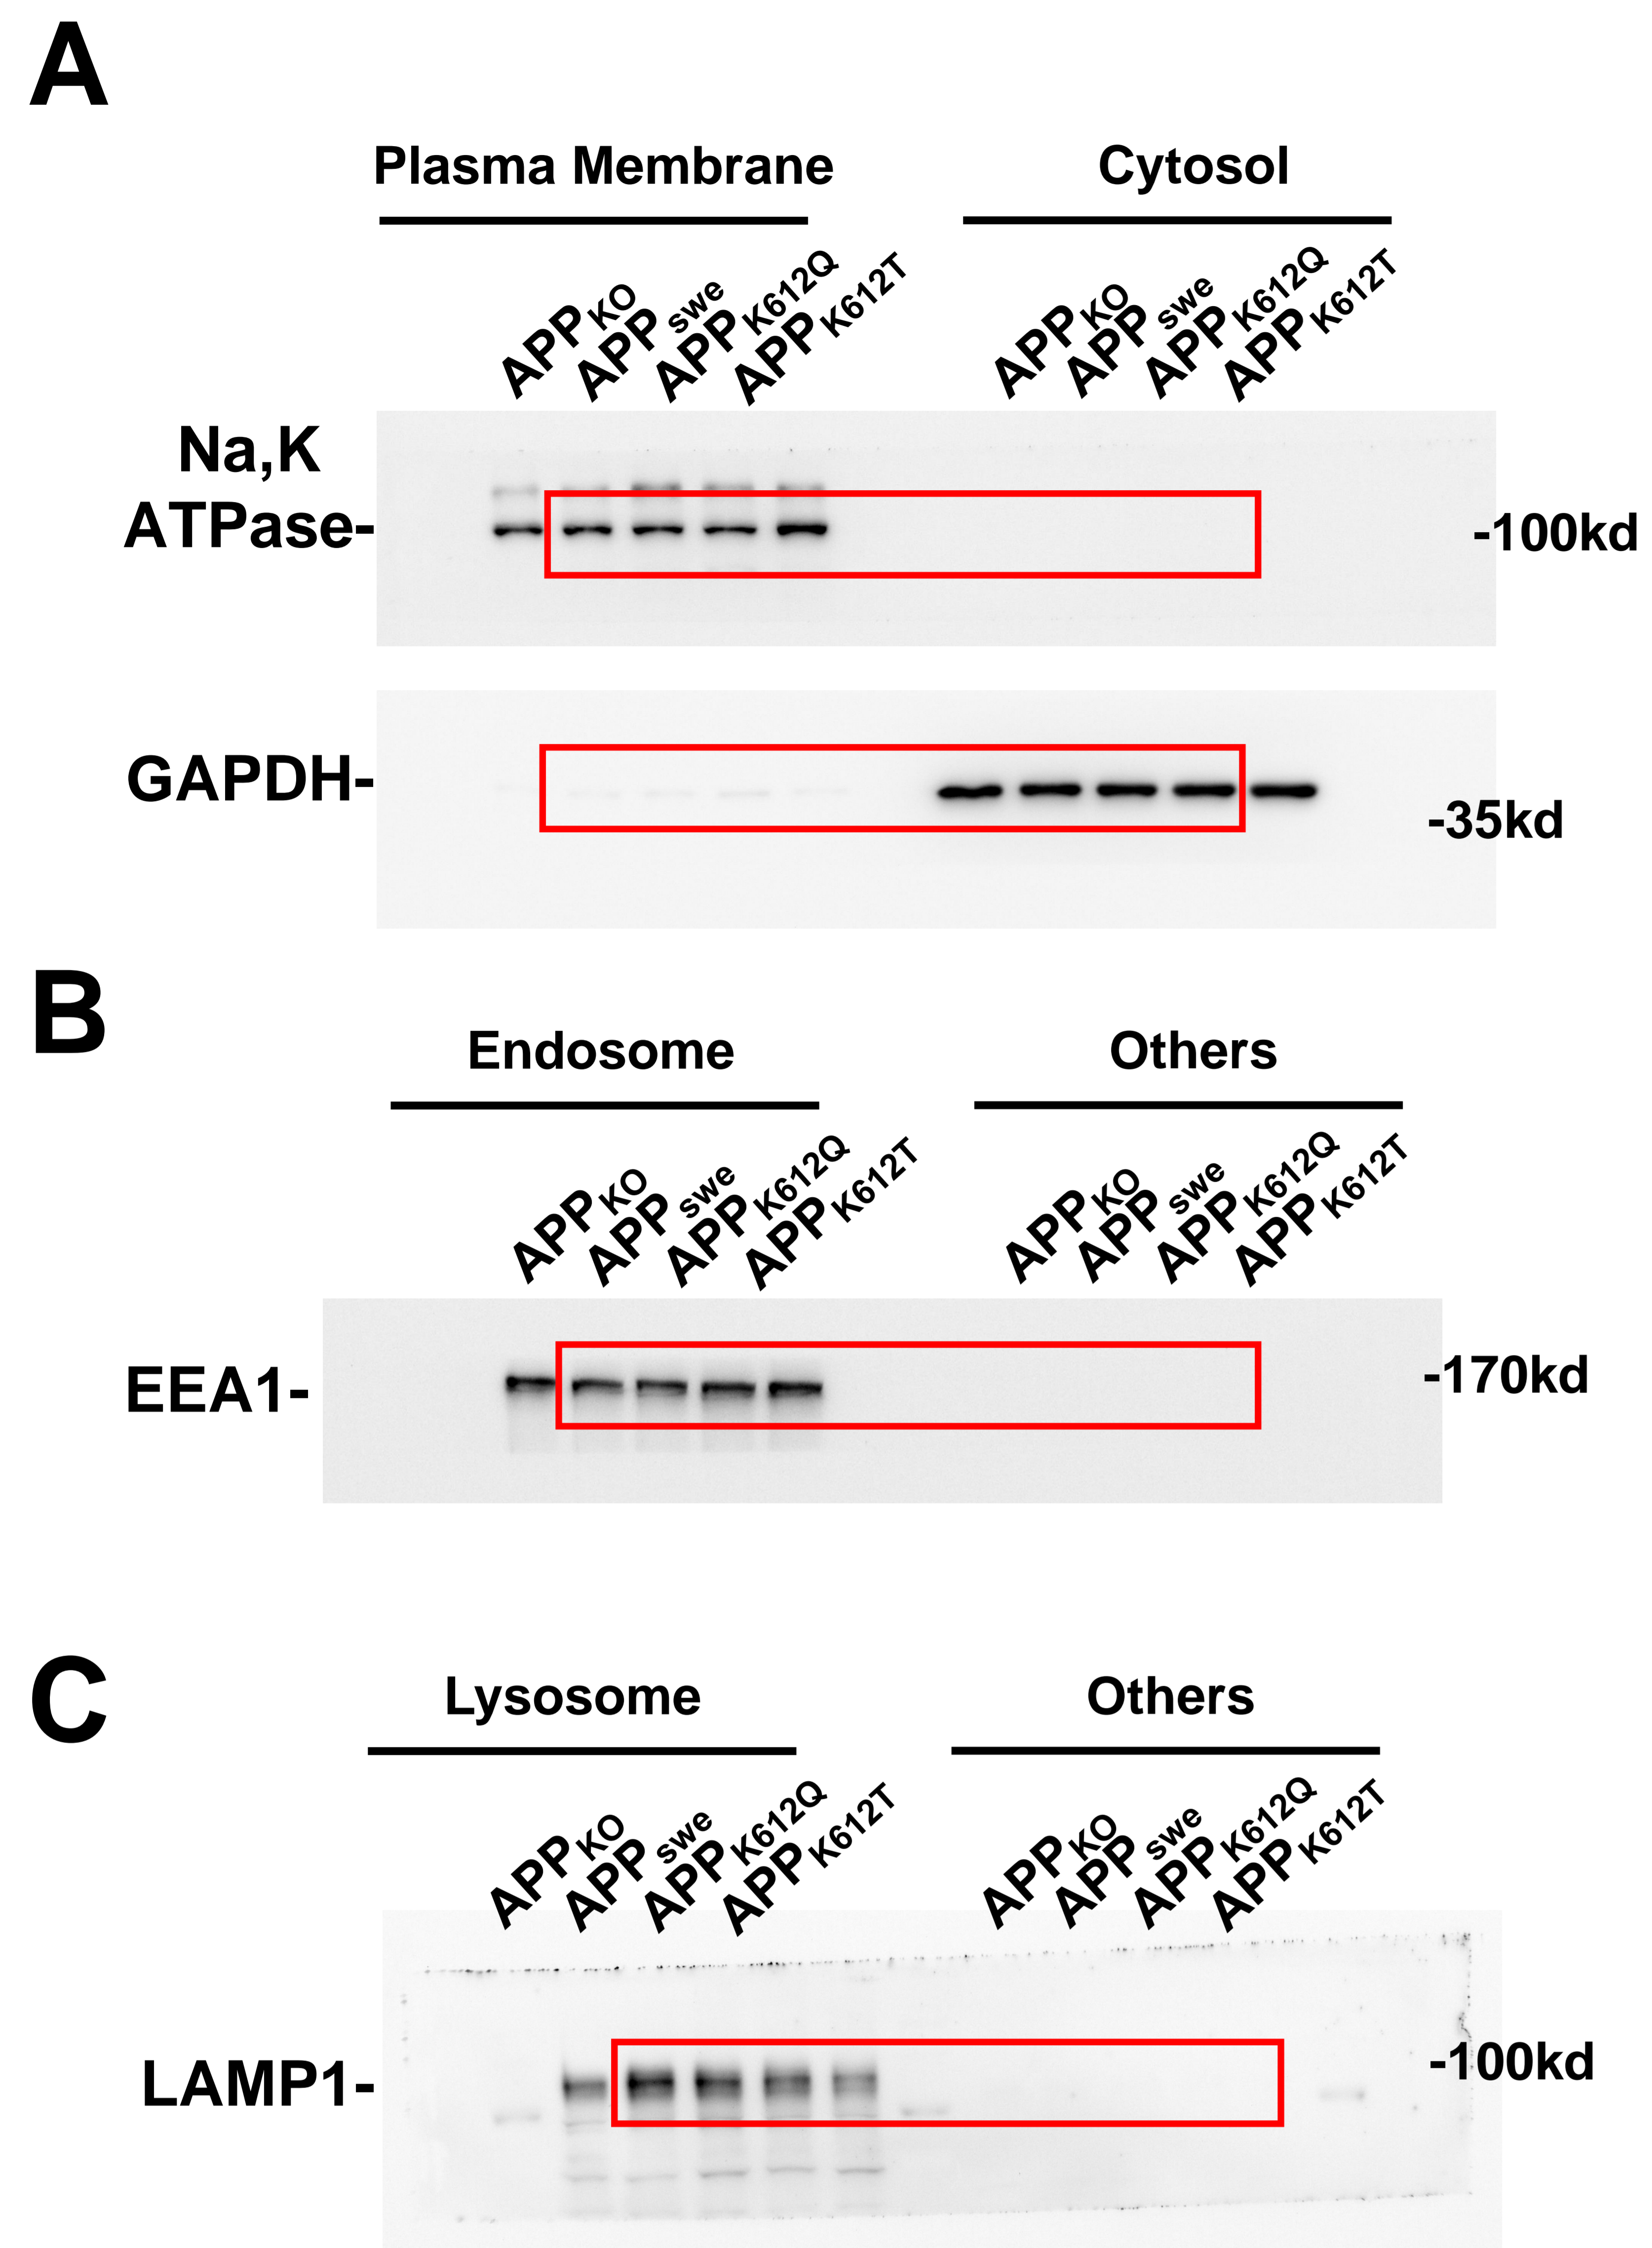 A
Plasma Membrane Cytosol
APP KO APP swe APP K612Q APP K612T APP KO APP swe APP K612Q APP K612T
Na,K
ATPase- -100kd
GAPDH- -35kd
B
Endosome Others
APP KO APP swe APP K612Q APP K612T APP KO APP swe APP K612Q APP K612T
EEA1- -170kd
C
Lysosome Others
APP KO APP swe APP K612Q APP K612T APP KO APP swe APP K612Q APP K612T
LAMP1- -100kd